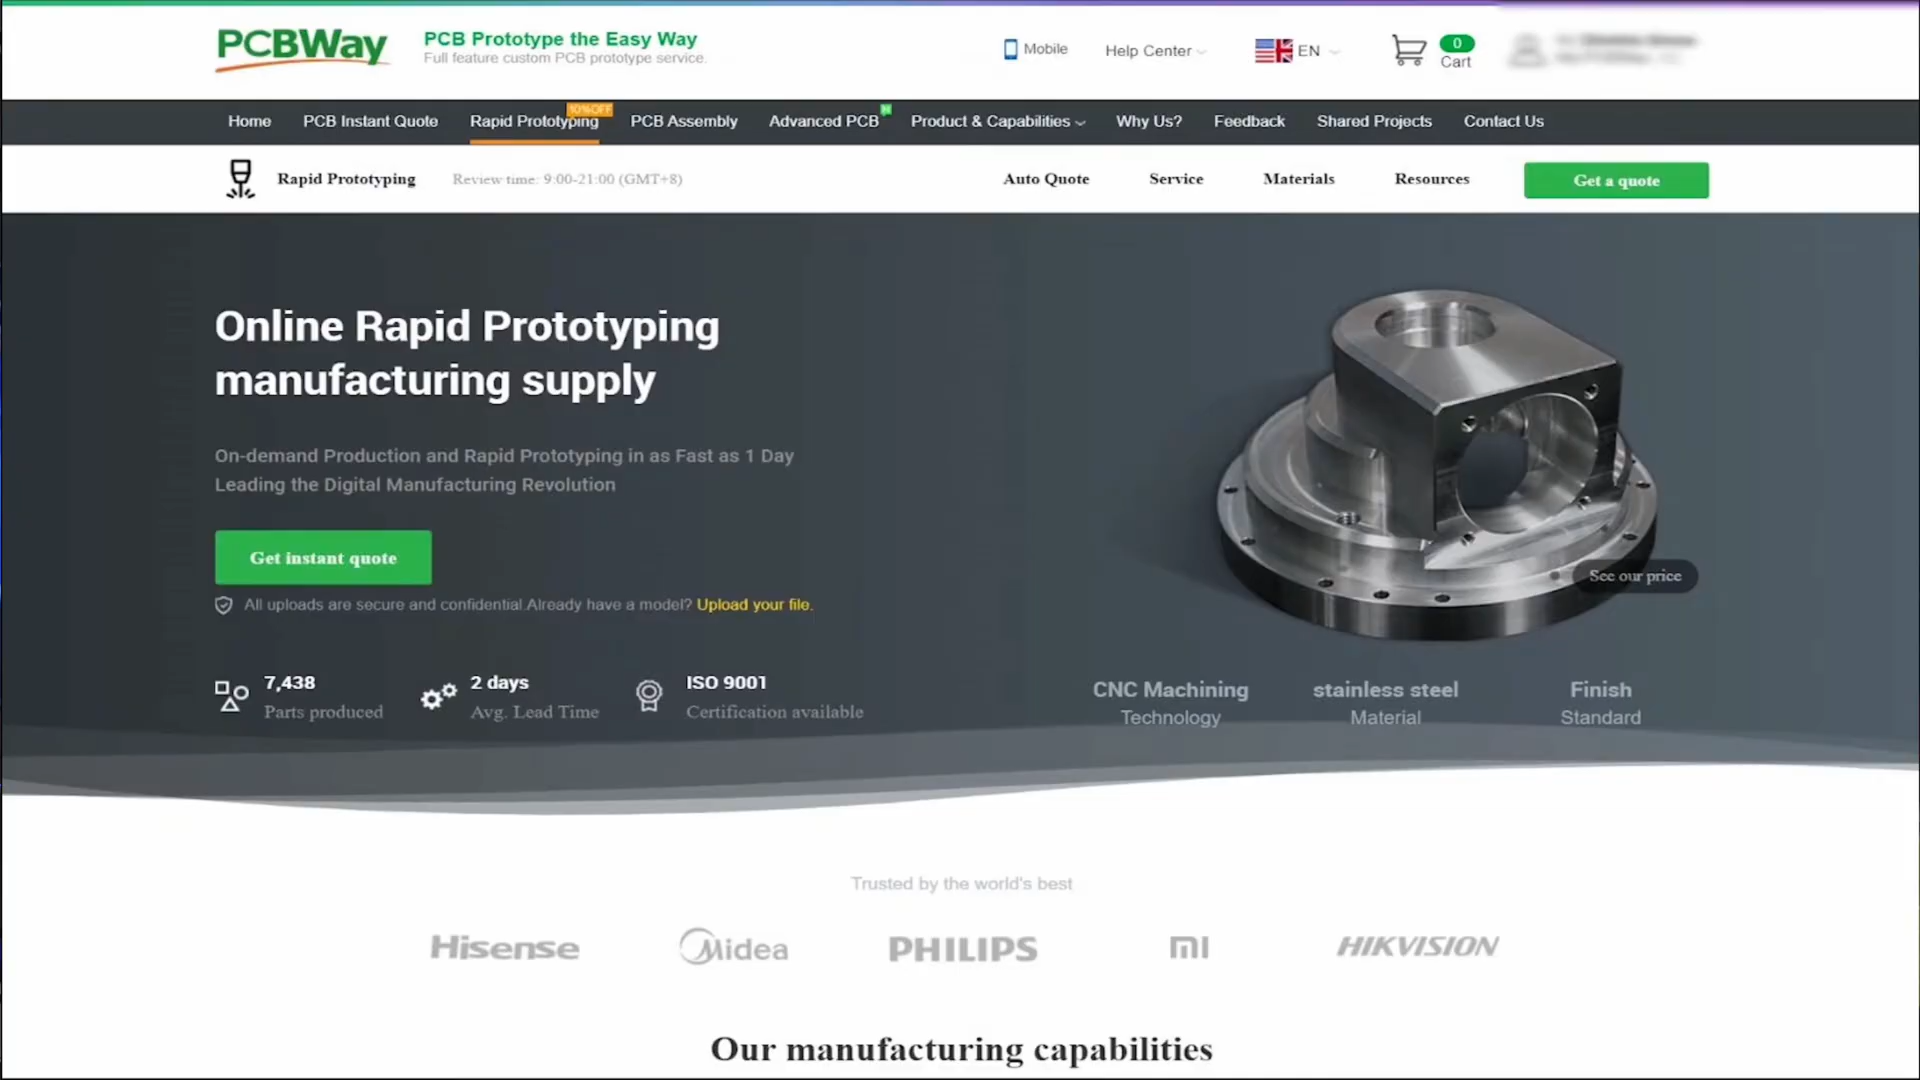 PCBWay
PCB Prototype the Easy Way
Full feature custom PCB prototype service.
Mobile
Help Center
EN
0
Cart
10%OFF
Home
PCB Instant Quote
Rapid Prototyping
PCB Assembly
Advanced PCB
N
Product & Capabilities
Why Us?
Feedback
Shared Projects
Contact Us
Rapid Prototyping
Review time: 9:00-21:00 (GMT+8)
Auto Quote
Service
Materials
Resources
Get a quote
Online Rapid Prototyping
manufacturing supply
On-demand Production and Rapid Prototyping in as Fast as 1 Day
Leading the Digital Manufacturing Revolution
Get instant quote
All uploads are secure and confidential.Already have a model? Upload your file.
See our price
7,438
Parts produced
2 days
Avg. Lead Time
ISO 9001
Certification available
CNC Machining
Technology
stainless steel
Material
Finish
Standard
Trusted by the world's best
Hisense
Midea
PHILIPS
mi
HIKVISION
Our manufacturing capabilities